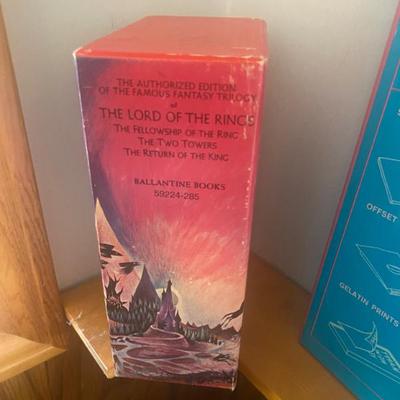 THE AUTHORIZED EDITION
OF THE FAMOUS FANTASY TRILOGY
of
THE LORD OF THE RINGS
THE FELLOWSHIP OF THE RING
THE TWO TOWERS
THE RETURN OF THE KING
BALLANTINE BOOKS
59224-285
OFFSET
GELATIN PRINTS